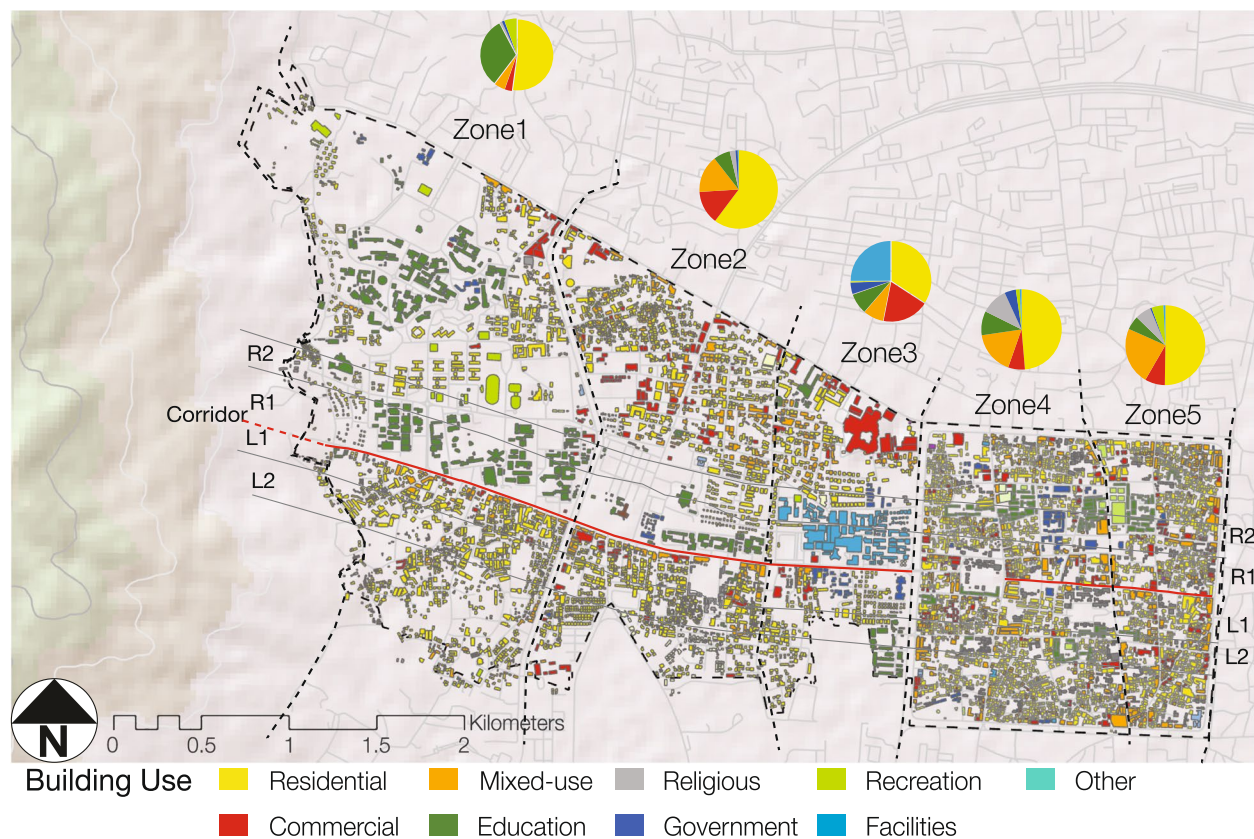 Zone1
Zone2
Zone3
Zone4
Zone5
R2
R1
Corridor
L1
L2
R2
R1
L1
L2
N
Kilometers
0 0.5 1 1.5 2
Building Use
Residential Mixed-use Religious Recreation Other
Commercial Education Government Facilities